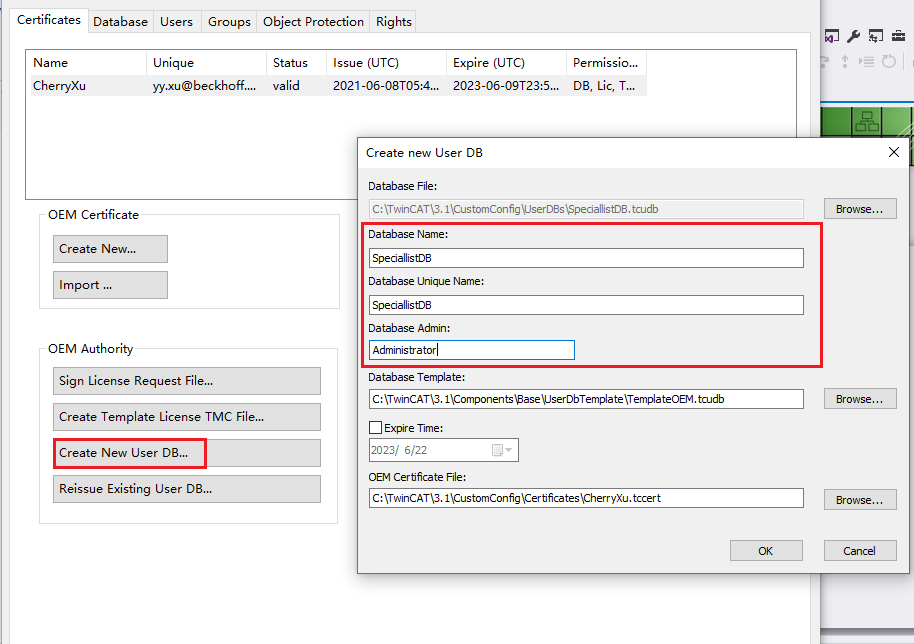 Certificates Database Users Groups Object Protection Rights
Name Unique Status Issue (UTC) Expire (UTC) Permissio...
CherryXu yy.xu@beckhoff.... valid 2021-06-08T05:4... 2023-06-09T23:5... DB, Lic, T...
OEM Certificate
Create New...
Import ...
OEM Authority
Sign License Request File...
Create Template License TMC File...
Create New User DB...
Reissue Existing User DB...
Create new User DB
Database File:
C:\TwinCAT\3.1\CustomConfig\UserDBs\SpeciallistDB.tcudb
Browse...
Database Name:
SpeciallistDB
Database Unique Name:
SpeciallistDB
Database Admin:
Administrator
Database Template:
C:\TwinCAT\3.1\Components\Base\UserDbTemplate\TemplateOEM.tcudb
Browse...
Expire Time:
2023/ 6/22
OEM Certificate File:
C:\TwinCAT\3.1\CustomConfig\Certificates\CherryXu.tccert
Browse...
OK Cancel